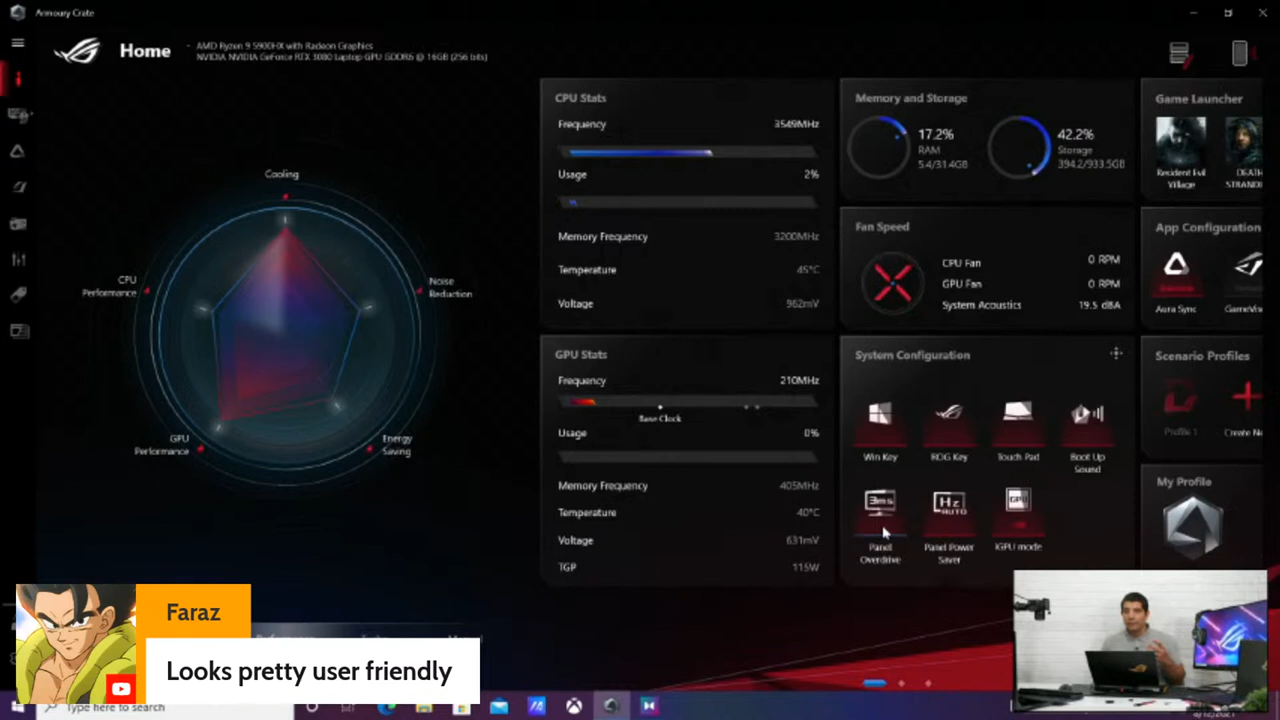 Armoury Crate
Home
AMD Ryzen 9 5900HX with Radeon Graphics
NVIDIA NVIDIA GeForce RTX 3080 Laptop GPU GDDR6 @ 16GB (256 bits)
Cooling
CPU
Performance
Noise
Reduction
GPU
Performance
Energy
Saving
CPU Stats
Frequency 3549MHz
Usage 2%
Memory Frequency 3200MHz
Temperature 45°C
Voltage 962mV
GPU Stats
Frequency 210MHz
Base Clock
Usage 0%
Memory Frequency 405MHz
Temperature 40°C
Voltage 631mV
TGP 115W
Memory and Storage
17.2%
RAM
5.4/31.4GB
42.2%
Storage
394.2/933.5GB
Fan Speed
CPU Fan 0 RPM
GPU Fan 0 RPM
System Acoustics 19.5 dBA
System Configuration
Win Key
ROG Key
Touch Pad
Boot Up
Sound
3ms
Panel
Overdrive
Hz
AUTO
Panel Power
Saver
GPU
iGPU mode
Game Launcher
Resident Evil
Village
DEATH
STRANDI
App Configuration
Aura Sync
GameVis
Scenario Profiles
Profile 1
Create Ne
My Profile
Faraz
Looks pretty user friendly
Type here to search